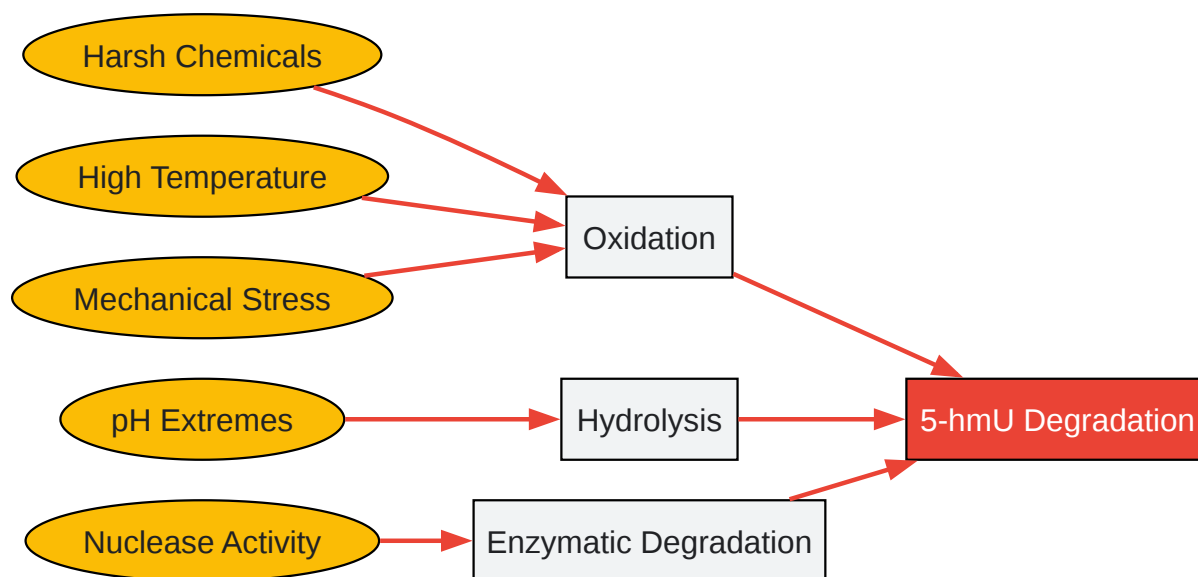 Harsh Chemicals
High Temperature
Oxidation
Mechanical Stress
pH Extremes
Hydrolysis
5-hmU Degradation
Nuclease Activity
Enzymatic Degradation